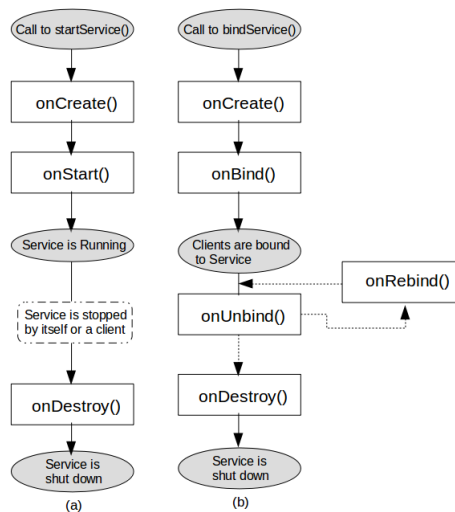 Call to startService()
onCreate()
onStart()
Service is Running
Service is stopped
by itself or a client
onDestroy()
Service is
shut down
(a)
Call to bindService()
onCreate()
onBind()
Clients are bound
to Service
onRebind()
onUnbind()
onDestroy()
Service is
shut down
(b)